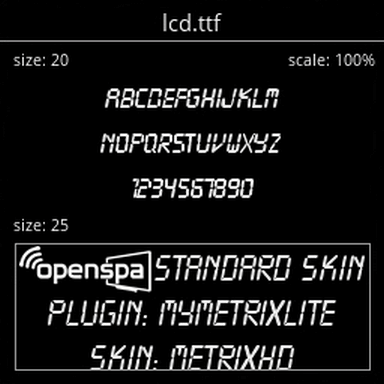 lcd.ttf
size: 20 scale: 100%
ABCDEFGHIJKLM
NOPQRSTUVWXYZ
1234567890
size: 25
openspa STANDARD SKIN
PLUGIN: MYMETRIXLITE
SKIN: METRIXHD